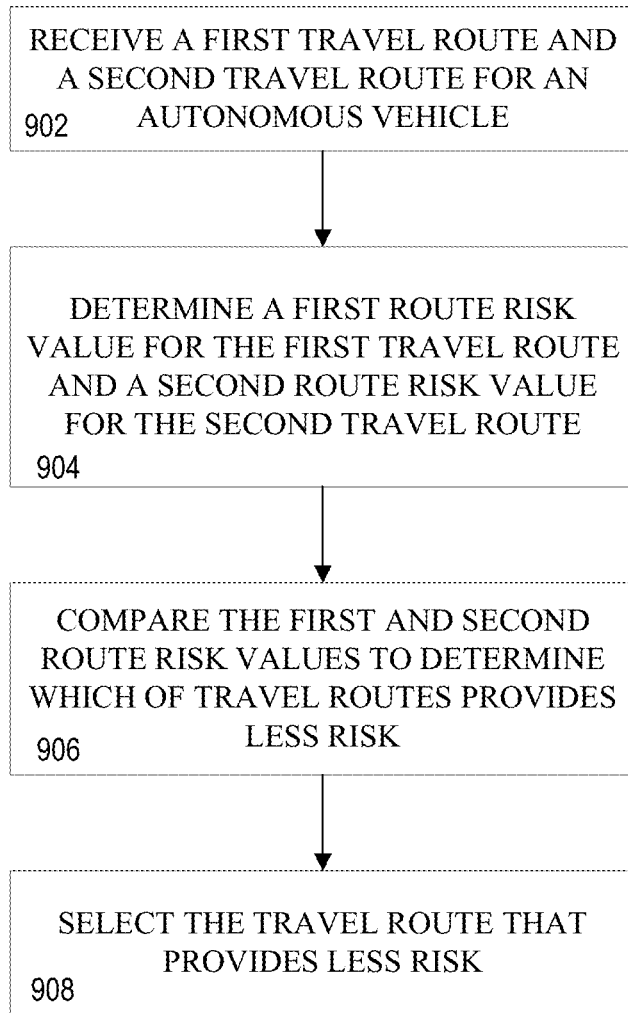 RECEIVE A FIRST TRAVEL ROUTE AND
A SECOND TRAVEL ROUTE FOR AN
AUTONOMOUS VEHICLE
902
DETERMINE A FIRST ROUTE RISK
VALUE FOR THE FIRST TRAVEL ROUTE
AND A SECOND ROUTE RISK VALUE
FOR THE SECOND TRAVEL ROUTE
904
COMPARE THE FIRST AND SECOND
ROUTE RISK VALUES TO DETERMINE
WHICH OF TRAVEL ROUTES PROVIDES
LESS RISK
906
SELECT THE TRAVEL ROUTE THAT
PROVIDES LESS RISK
908